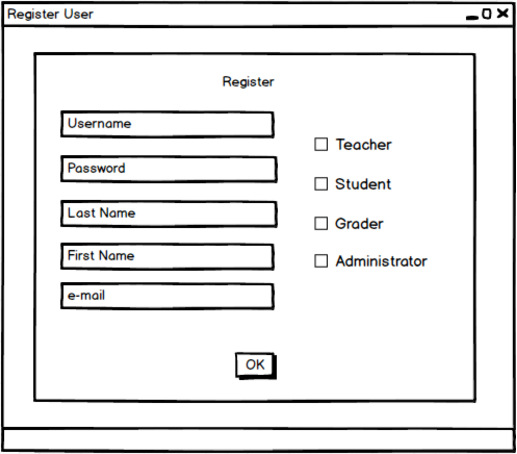 Register User
Register
Username
Password
Last Name
First Name
e-mail
Teacher
Student
Grader
Administrator
OK